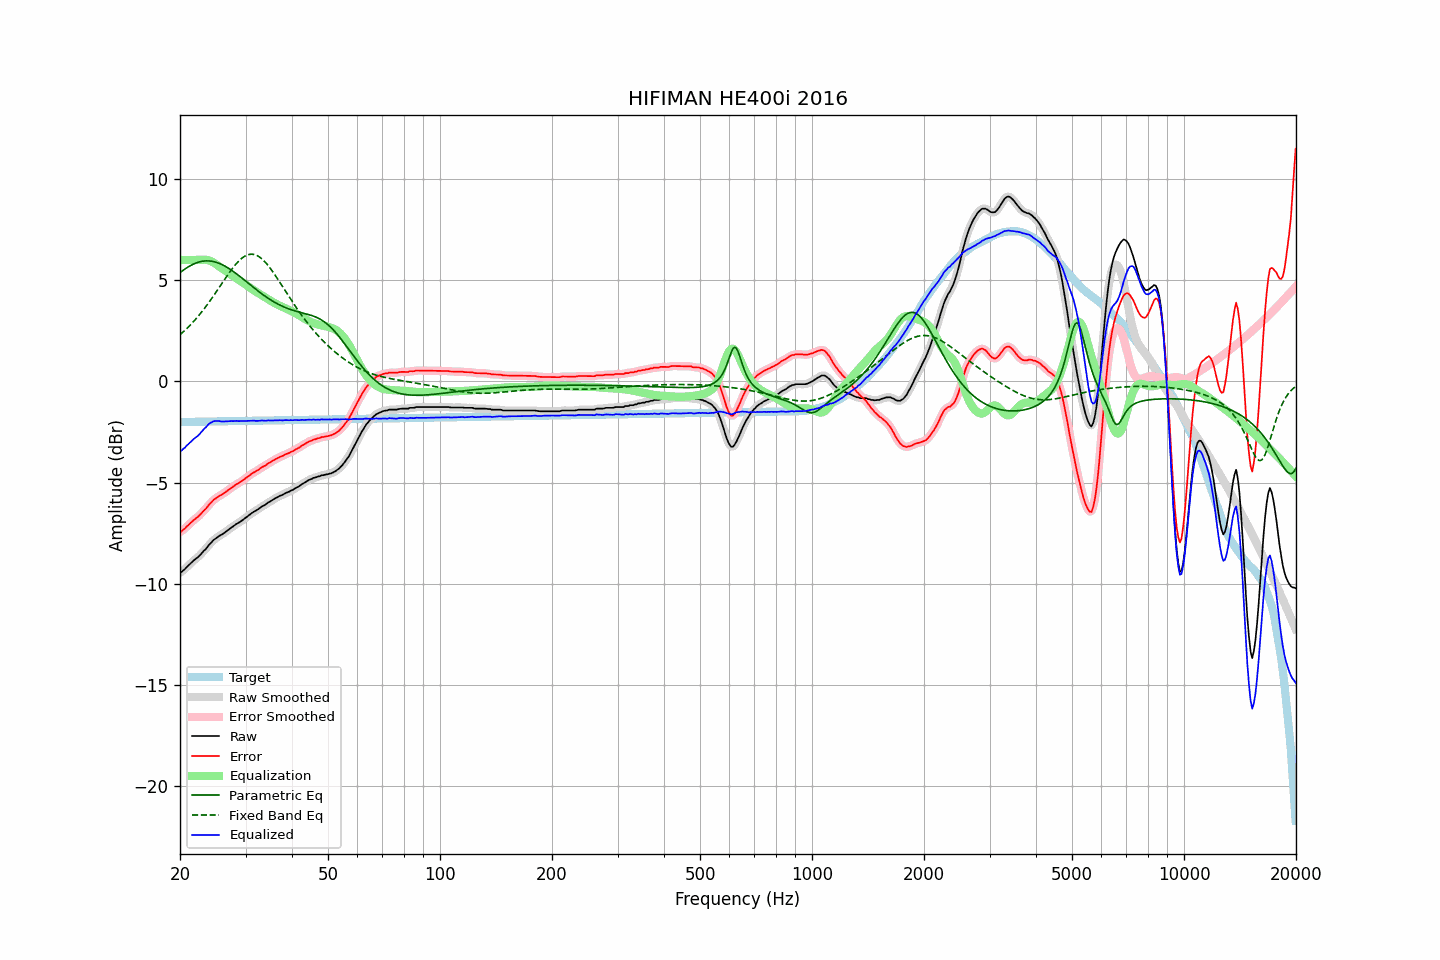 HIFIMAN HE400i 2016
Amplitude (dBr)
10
5
0
−5
−10
−15
−20
Target
Raw Smoothed
Error Smoothed
Raw
Error
Equalization
Parametric Eq
Fixed Band Eq
Equalized
20 50 100 200 500 1000 2000 5000 10000 20000
Frequency (Hz)